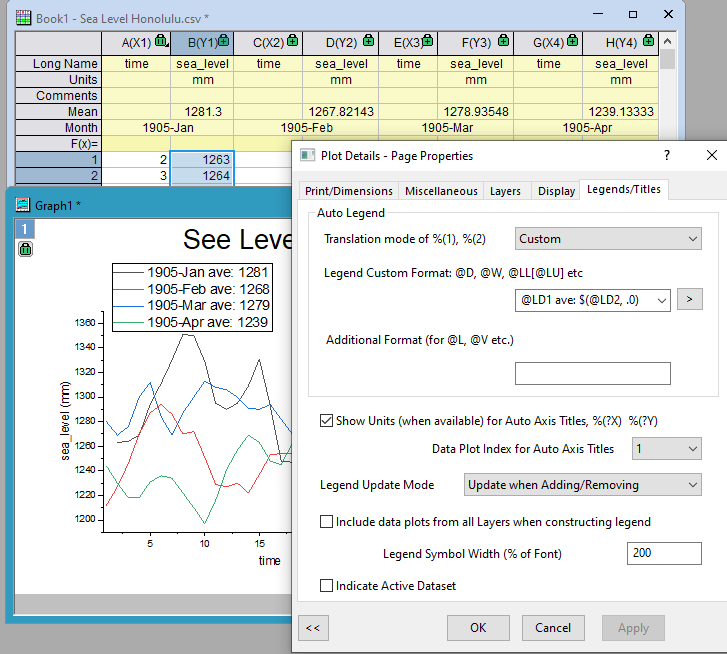 Book1 - Sea Level Honolulu.csv *
A(X1) B(Y1) C(X2) D(Y2) E(X3) F(Y3) G(X4) H(Y4)
Long Name time sea_level time sea_level time sea_level time sea_level
Units mm mm mm mm
Comments
Mean 1281.3 1267.82143 1278.93548 1239.13333
Month 1905-Jan 1905-Feb 1905-Mar 1905-Apr
F(x)=
1 2 1263
2 3 1264
Graph1 *
1
See Leve
1905-Jan ave: 1281
1905-Feb ave: 1268
1905-Mar ave: 1279
1905-Apr ave: 1239
1360
1340
1320
1300
1280
1260
1240
1220
1200
sea_level (mm)
5 10 15
time
Plot Details - Page Properties
?
Print/Dimensions Miscellaneous Layers Display Legends/Titles
Auto Legend
Translation mode of %(1), %(2) Custom
Legend Custom Format: @D, @W, @LL[@LU] etc
@LD1 ave: $(@LD2, .0) >
Additional Format (for @L, @V etc.)
Show Units (when available) for Auto Axis Titles, %(?X) %(?Y)
Data Plot Index for Auto Axis Titles 1
Legend Update Mode Update when Adding/Removing
Include data plots from all Layers when constructing legend
Legend Symbol Width (% of Font) 200
Indicate Active Dataset
<< OK Cancel Apply